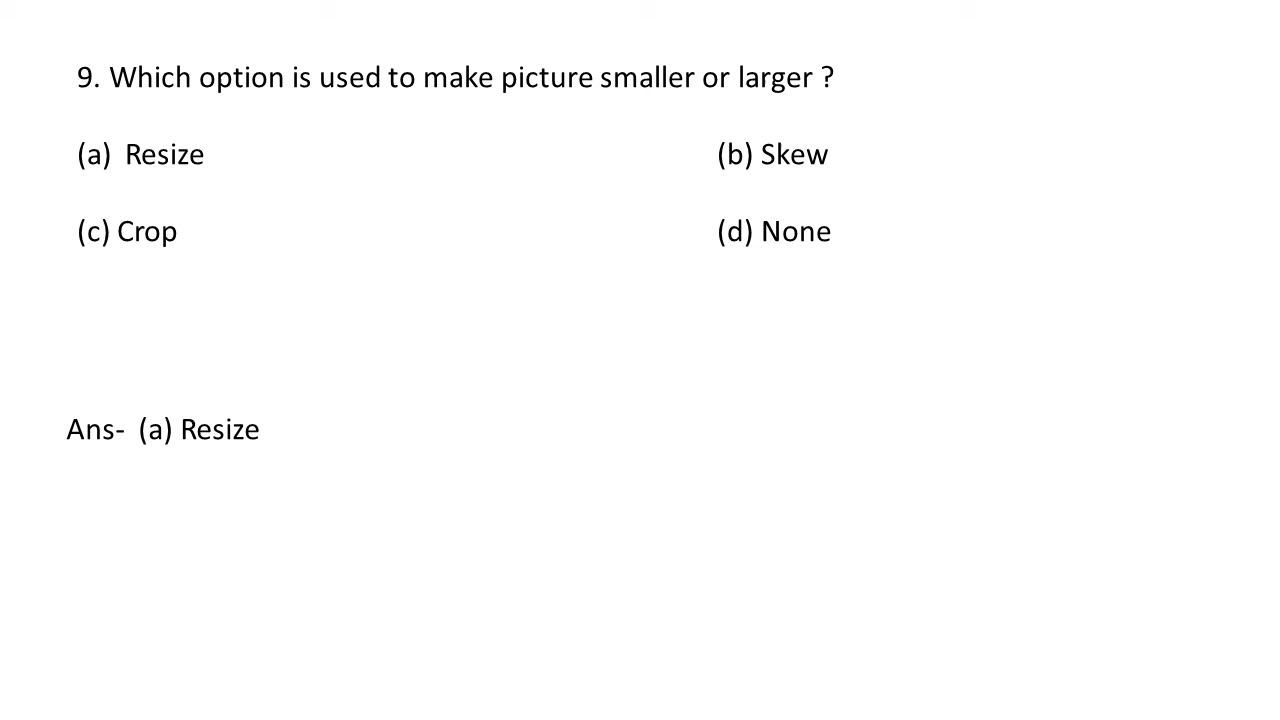 9. Which option is used to make picture smaller or larger ?
(a) Resize (b) Skew
(c) Crop (d) None
Ans- (a) Resize